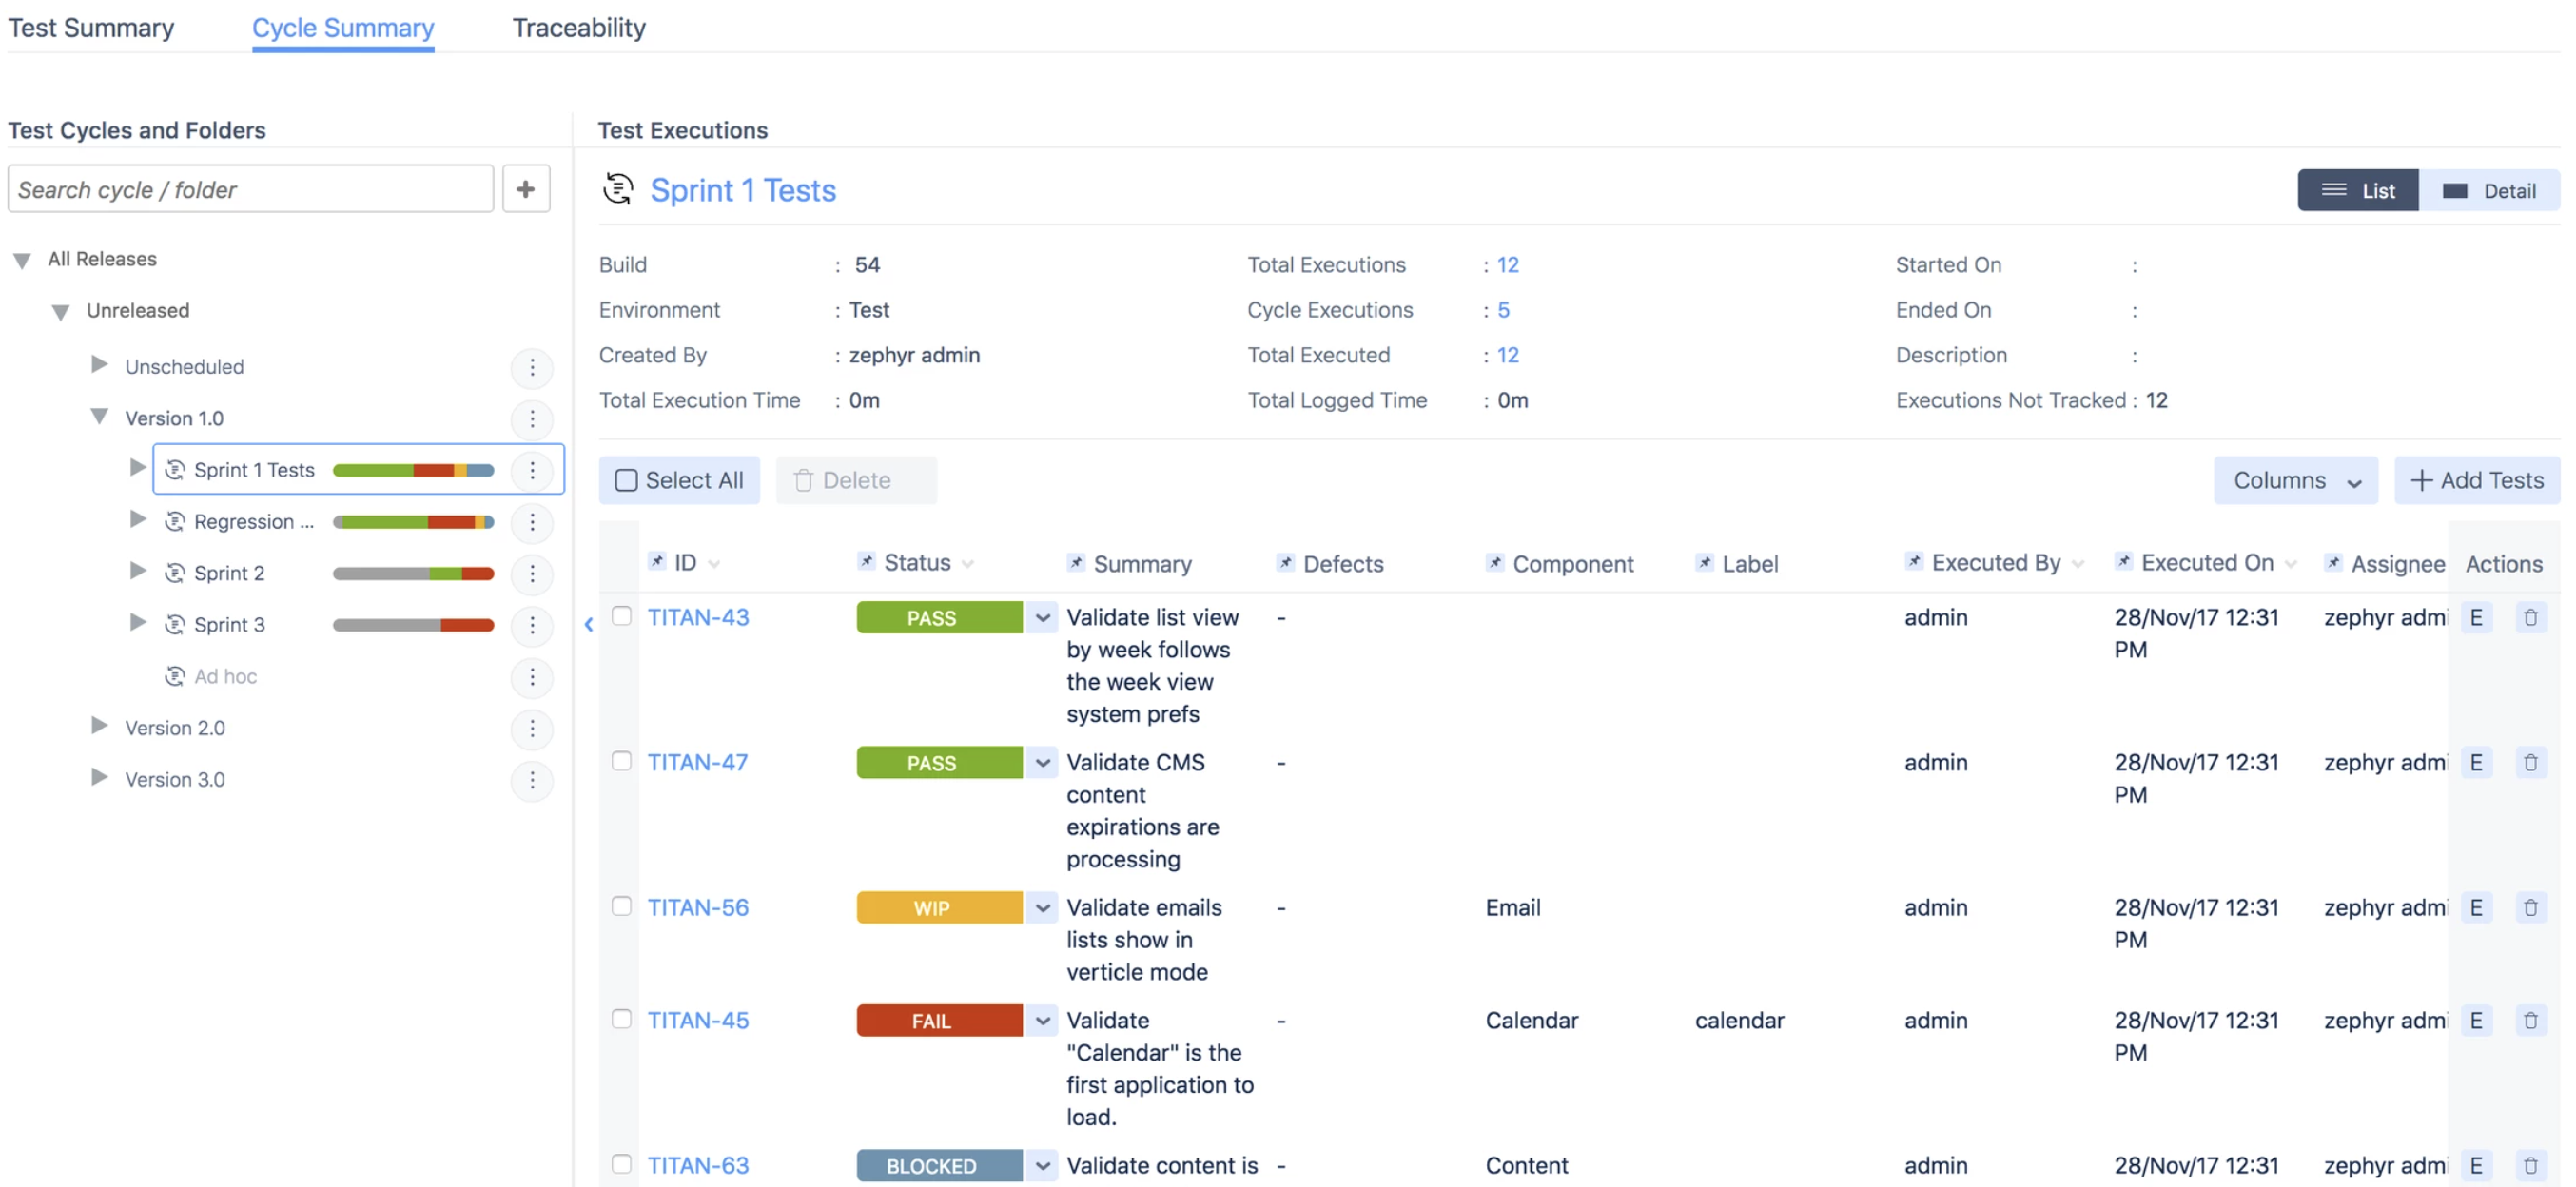 Test Summary Cycle Summary Traceability
Test Cycles and Folders
Search cycle / folder
+
All Releases
Unreleased
Unscheduled
Version 1.0
Sprint 1 Tests
Regression ...
Sprint 2
Sprint 3
Ad hoc
Version 2.0
Version 3.0
Test Executions
Sprint 1 Tests
List Detail
Build : 54 Total Executions : 12 Started On :
Environment : Test Cycle Executions : 5 Ended On :
Created By : zephyr admin Total Executed : 12 Description :
Total Execution Time : 0m Total Logged Time : 0m Executions Not Tracked : 12
Select All Delete Columns + Add Tests
ID Status Summary Defects Component Label Executed By Executed On Assignee Actions
TITAN-43 PASS Validate list view - admin 28/Nov/17 12:31 zephyr admi E
by week follows PM
the week view
system prefs
TITAN-47 PASS Validate CMS - admin 28/Nov/17 12:31 zephyr admi E
content PM
expirations are
processing
TITAN-56 WIP Validate emails - Email admin 28/Nov/17 12:31 zephyr admi E
lists show in PM
verticle mode
TITAN-45 FAIL Validate - Calendar calendar admin 28/Nov/17 12:31 zephyr admi E
"Calendar" is the PM
first application to
load.
TITAN-63 BLOCKED Validate content is - Content admin 28/Nov/17 12:31 zephyr admi E